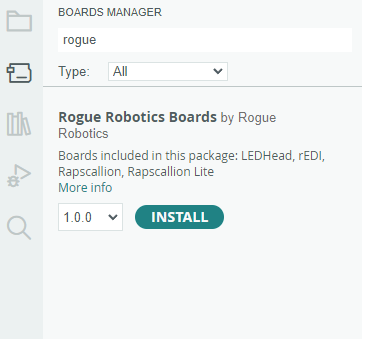 BOARDS MANAGER
rogue
Type: All
Rogue Robotics Boards by Rogue
Robotics
Boards included in this package: LEDHead, rEDI,
Rapscallion, Rapscallion Lite
More info
1.0.0 INSTALL